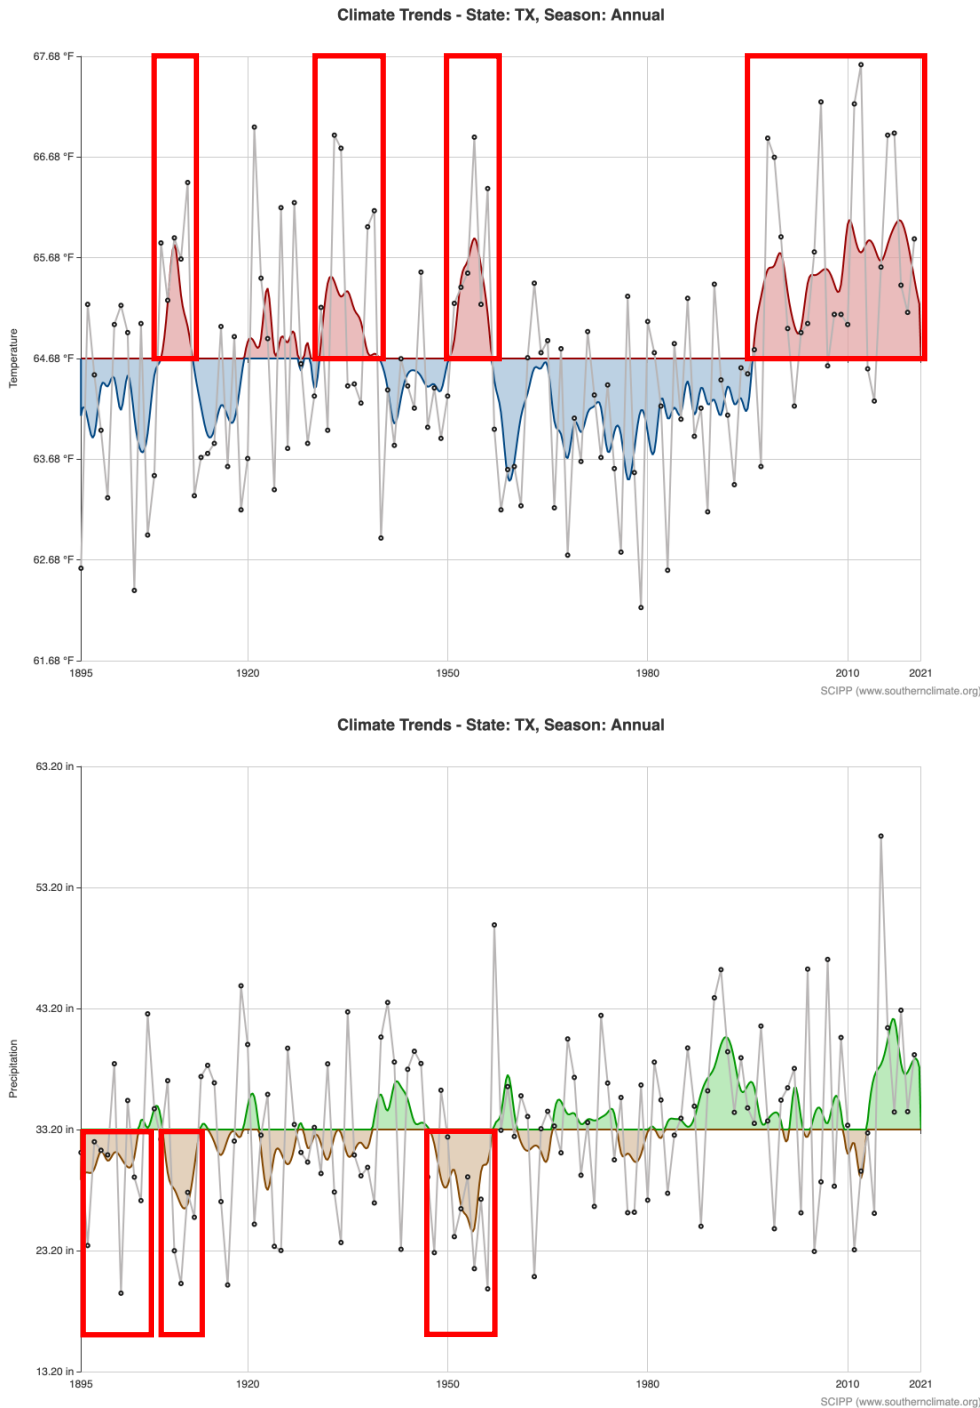 Climate Trends - State: TX, Season: Annual
67.68 °F
66.68 °F
65.68 °F
64.68 °F
63.68 °F
62.68 °F
61.68 °F
Temperature
1895 1920 1950 1980 2010 2021
SCIPP (www.southernclimate.org)
Climate Trends - State: TX, Season: Annual
63.20 in
53.20 in
43.20 in
33.20 in
23.20 in
13.20 in
Precipitation
1895 1920 1950 1980 2010 2021
SCIPP (www.southernclimate.org)